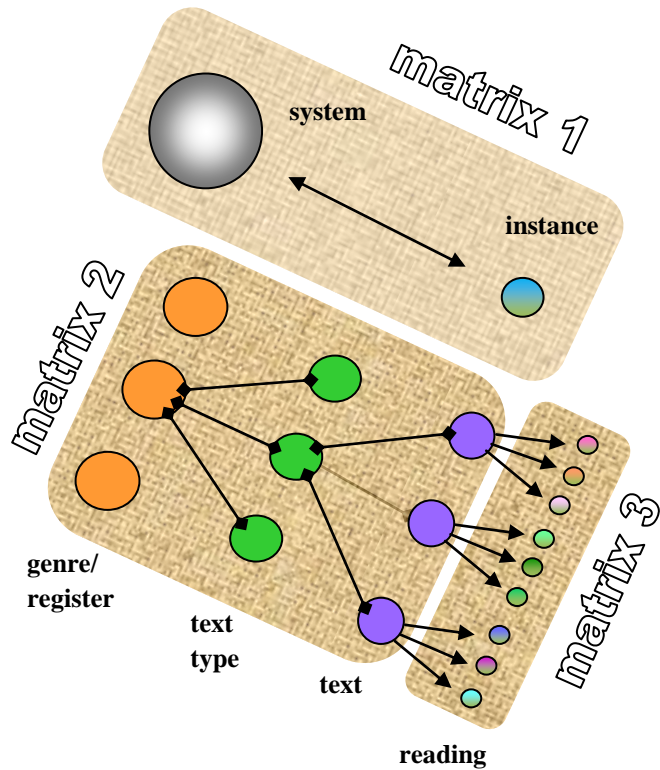 matrix 1
system
instance
matrix 2
genre/
register
text
type
text
matrix 3
reading